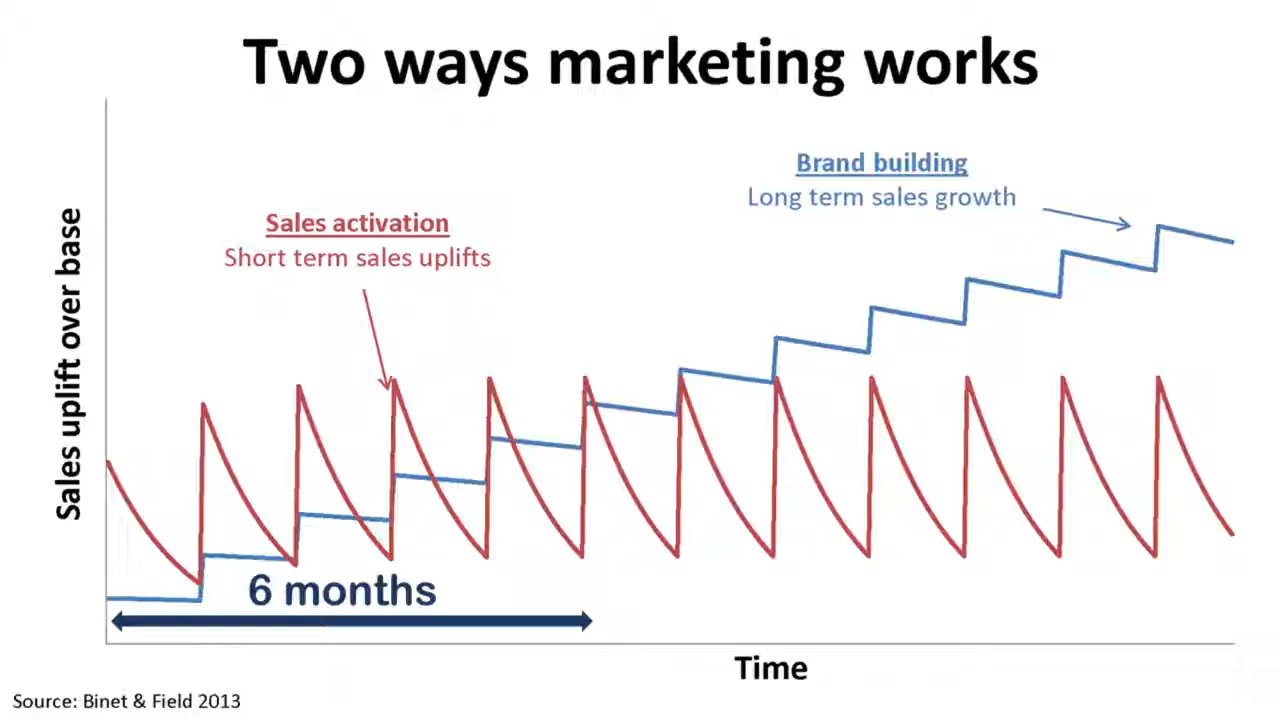 Two ways marketing works
Brand building
Long term sales growth
Sales activation
Short term sales uplifts
Sales uplift over base
6 months
Time
Source: Binet & Field 2013